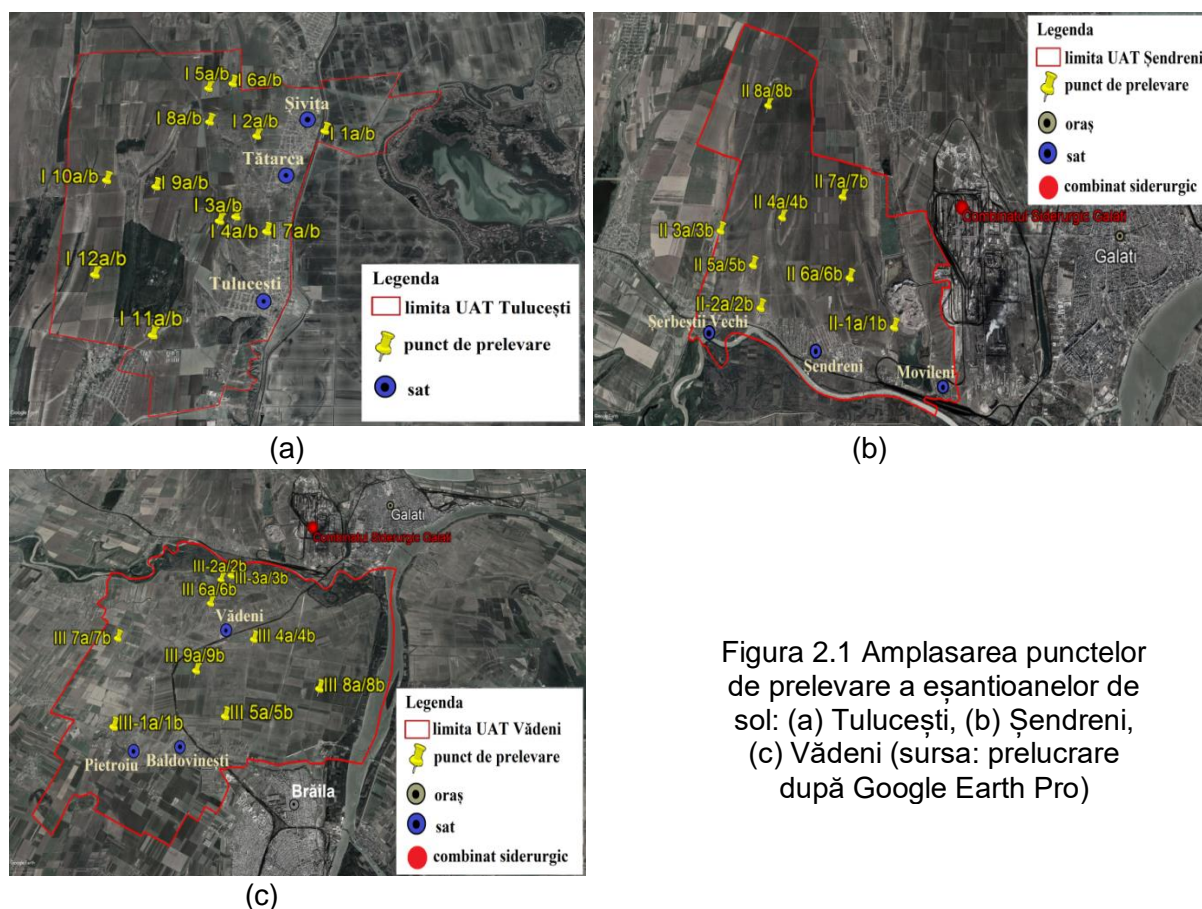 I 5a/b
I 6a/b
Șivița
I 8a/b
I 2a/b
I 1a/b
Tătarca
I 10a/b
I 9a/b
I 3a/b
I 4a/b
I 7a/b
I 12a/b
Tulucești
I 11a/b
Legenda
limita UAT Tulucești
punct de prelevare
sat
(a)
Legenda
limita UAT Șendreni
punct de prelevare
oraș
sat
combinat siderurgic
II 8a/8b
II 7a/7b
II 4a/4b
Combinatul Siderurgic Galati
II 3a/3b
Galati
II 5a/5b
II 6a/6b
II-2a/2b
Șerbeștii Vechi
II-1a/1b
Șendreni
Movileni
(b)
Galati
Combinatul Siderurgic Galati
III-2a/2b
III-3a/3b
III 6a/6b
Vădeni
III 7a/7b
III 4a/4b
III 9a/9b
III 8a/8b
III-1a/1b
III 5a/5b
Pietroiu
Baldovinești
Brăila
Legenda
limita UAT Vădeni
punct de prelevare
oraș
sat
combinat siderurgic
(c)
Figura 2.1 Amplasarea punctelor
de prelevare a eșantioanelor de
sol: (a) Tulucești, (b) Șendreni,
(c) Vădeni (sursa: prelucrare
după Google Earth Pro)